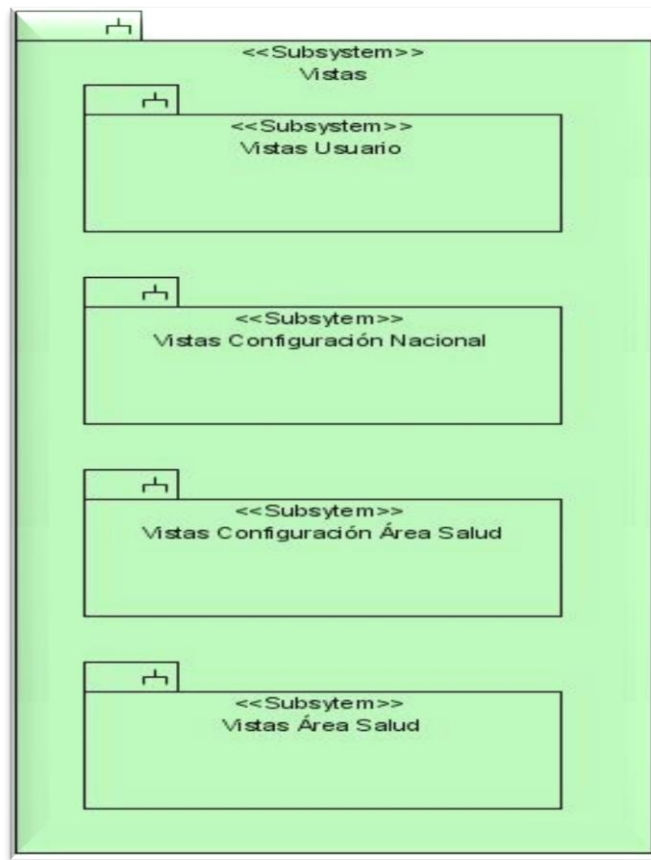 <<Subsystem>>
Vistas
<<Subsystem>>
Vistas Usuario
<<Subsytem>>
Vistas Configuración Nacional
<<Subsytem>>
Vistas Configuración Área Salud
<<Subsytem>>
Vistas Área Salud